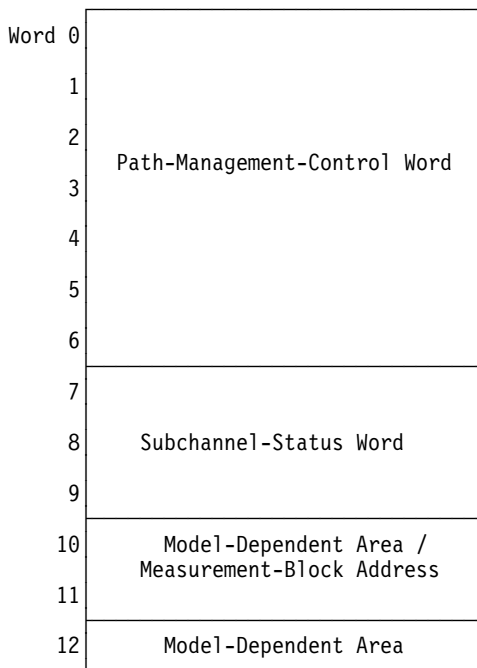 Word 0
1
2
Path-Management-Control Word
3
4
5
6
7
8 Subchannel-Status Word
9
10 Model-Dependent Area /
Measurement-Block Address
11
12 Model-Dependent Area